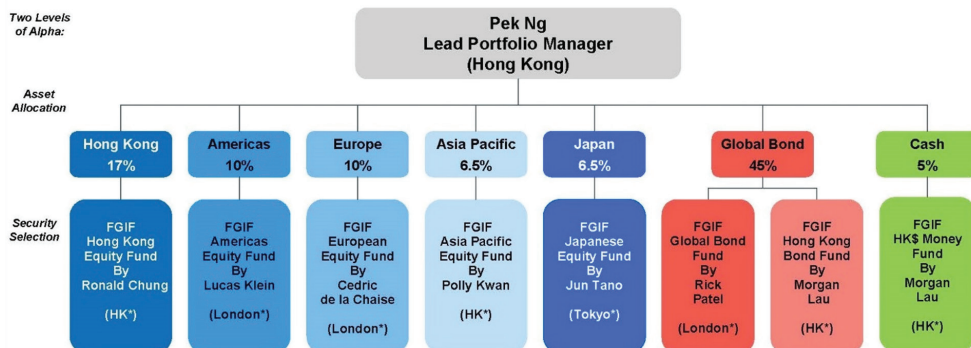 Two Levels
of Alpha:
Pek Ng
Lead Portfolio Manager
(Hong Kong)
Asset
Allocation
Hong Kong
17%
Americas
10%
Europe
10%
Asia Pacific
6.5%
Japan
6.5%
Global Bond
45%
Cash
5%
Security
Selection
FGIF
Hong Kong
Equity Fund
By
Ronald Chung
(HK*)
FGIF
Americas
Equity Fund
By
Lucas Klein
(London*)
FGIF
European
Equity Fund
By
Cedric
de la Chaise
(London*)
FGIF
Asia Pacific
Equity Fund
By
Polly Kwan
(HK*)
FGIF
Japanese
Equity Fund
By
Jun Tano
(Tokyo*)
FGIF
Global Bond
Fund
By
Rick
Patel
(London*)
FGIF
Hong Kong
Bond Fund
By
Morgan
Lau
(HK*)
FGIF
HK$ Money
Fund
By
Morgan
Lau
(HK*)